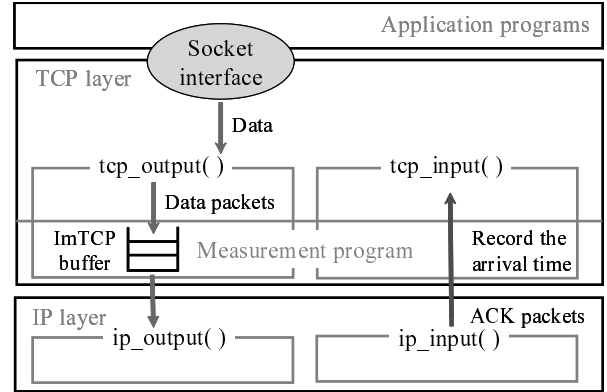 Application programs
Socket
interface
TCP layer
Data
tcp_output( )
tcp_input( )
Data packets
ImTCP
buffer
Measurement program
Record the
arrival time
IP layer
ACK packets
ip_output( )
ip_input( )